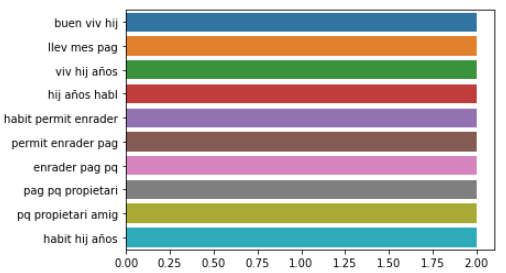 buen viv hij
llev mes pag
viv hij años
hij años habl
habit permit enrader
permit enrader pag
enrader pag pq
pag pq propietari
pq propietari amig
habit hij años
0.00 0.25 0.50 0.75 1.00 1.25 1.50 1.75 2.00